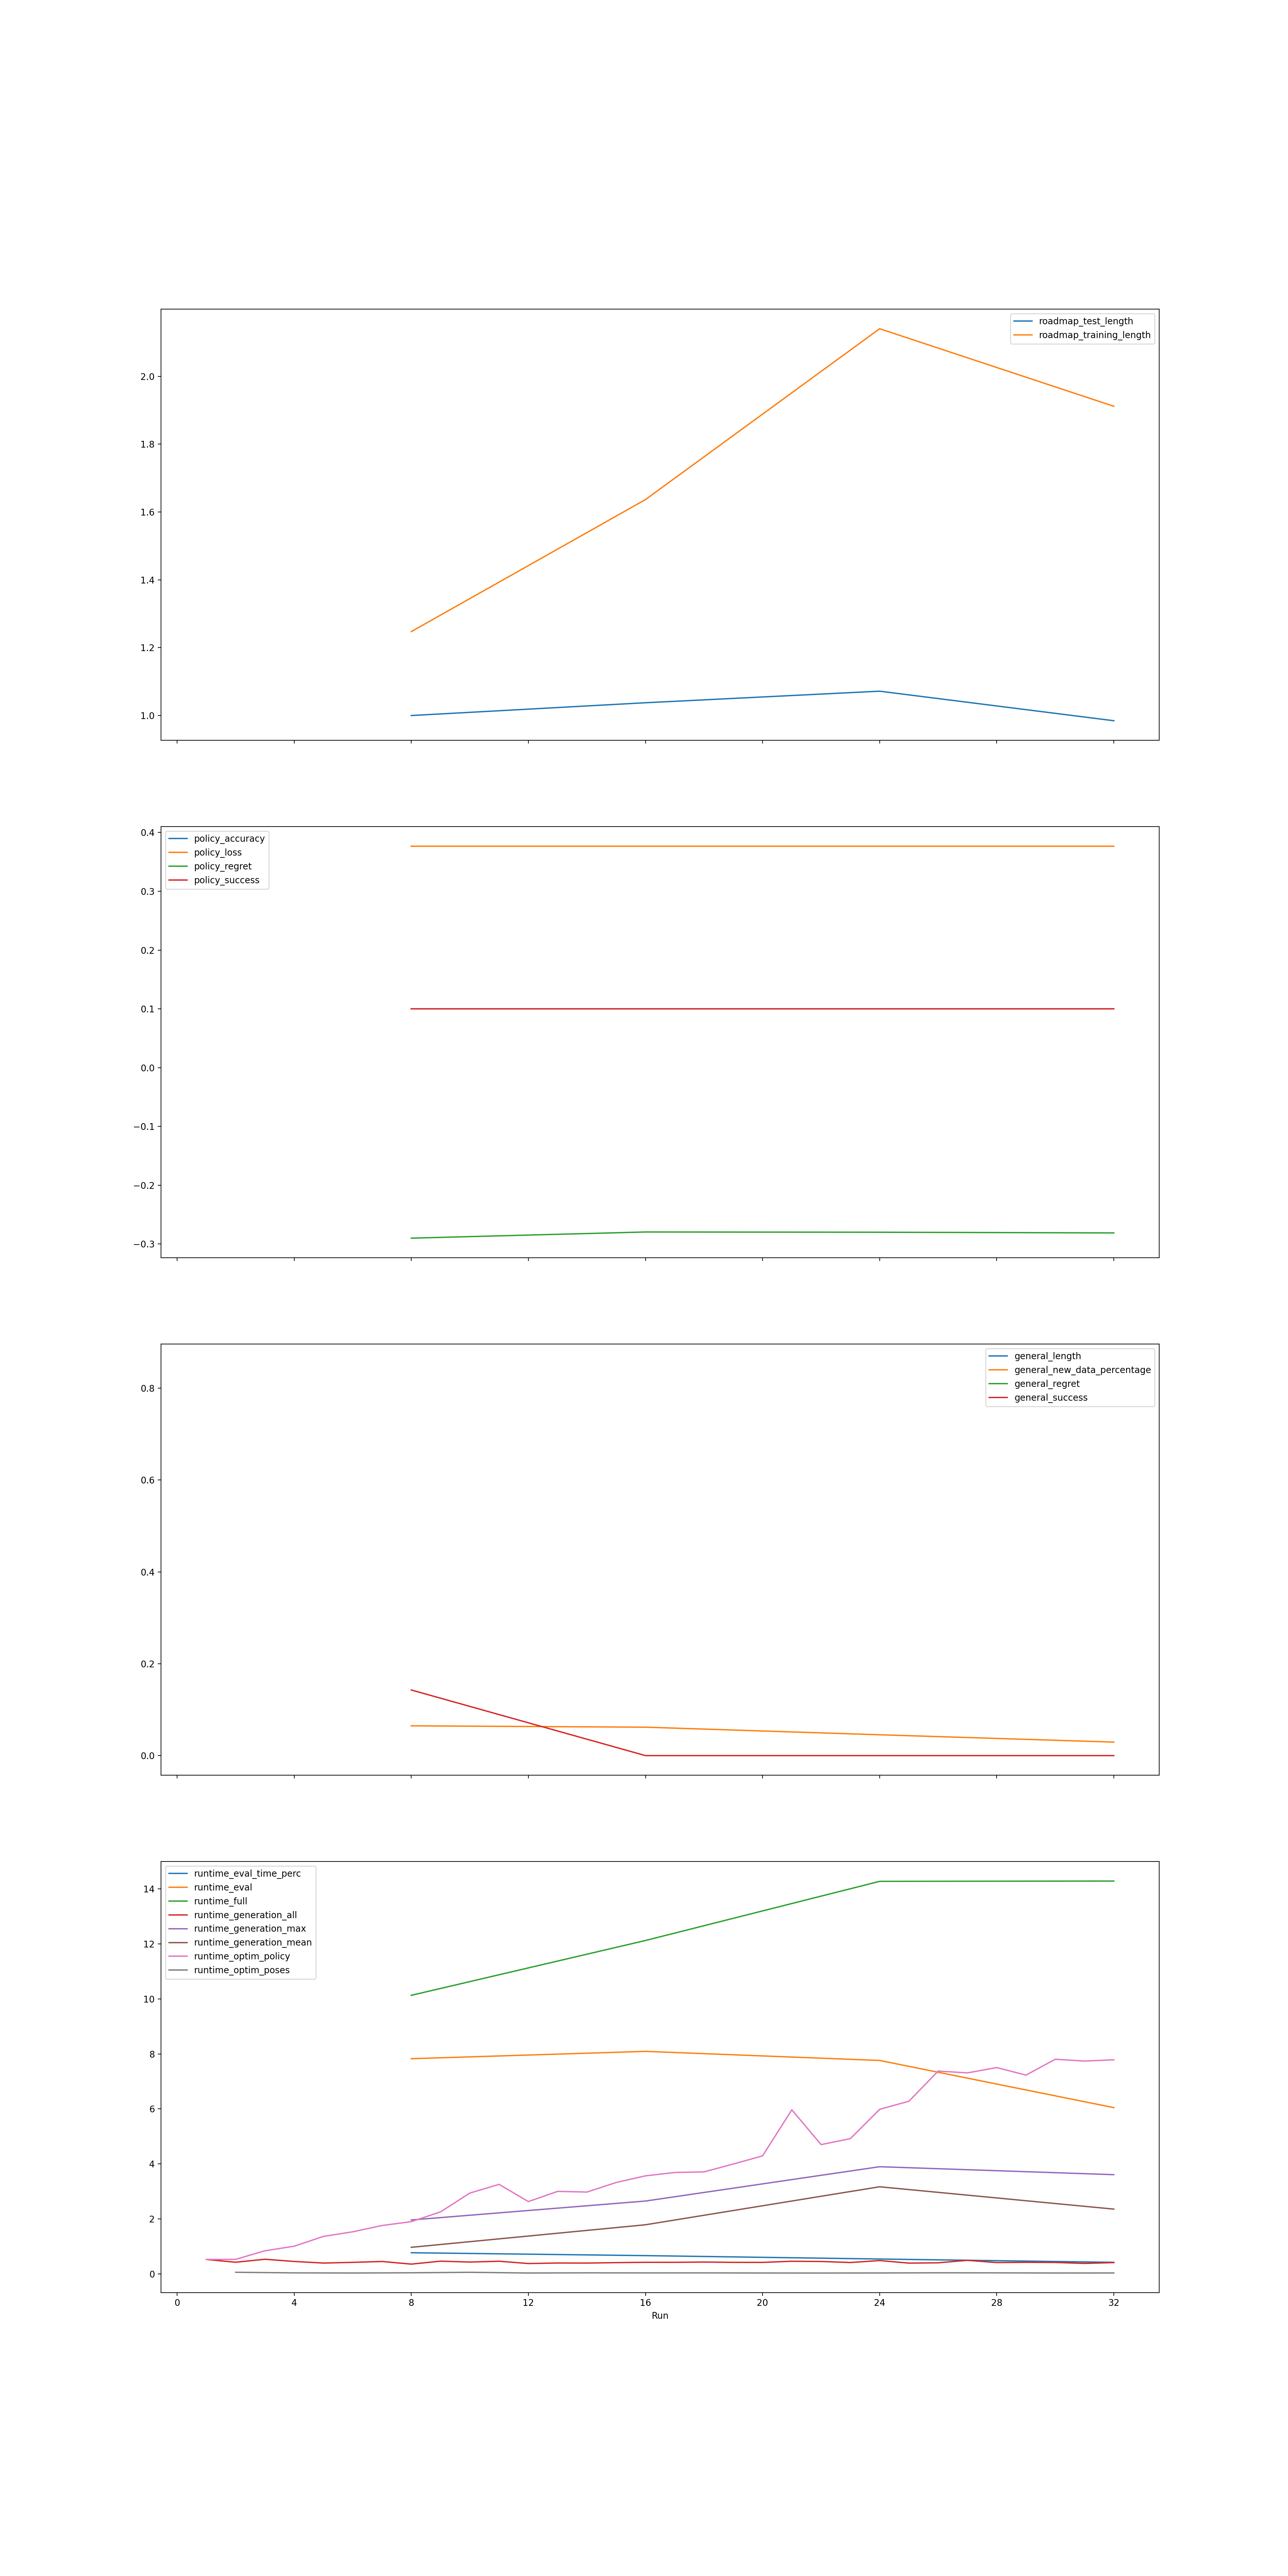 roadmap_test_length
roadmap_training_length
2.0
1.8
1.6
1.4
1.2
1.0
policy_accuracy
policy_loss
policy_regret
policy_success
0.4
0.3
0.2
0.1
0.0
−0.1
−0.2
−0.3
general_length
general_new_data_percentage
general_regret
general_success
0.8
0.6
0.4
0.2
0.0
runtime_eval_time_perc
runtime_eval
runtime_full
runtime_generation_all
runtime_generation_max
runtime_generation_mean
runtime_optim_policy
runtime_optim_poses
14
12
10
8
6
4
2
0
0 4 8 12 16 20 24 28 32
Run